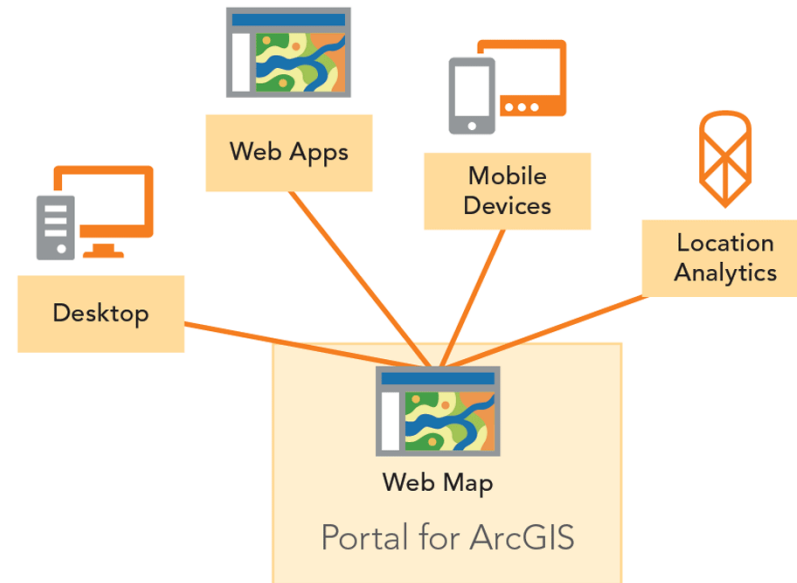 Web Apps
Mobile
Devices
Location
Analytics
Desktop
Web Map
Portal for ArcGIS